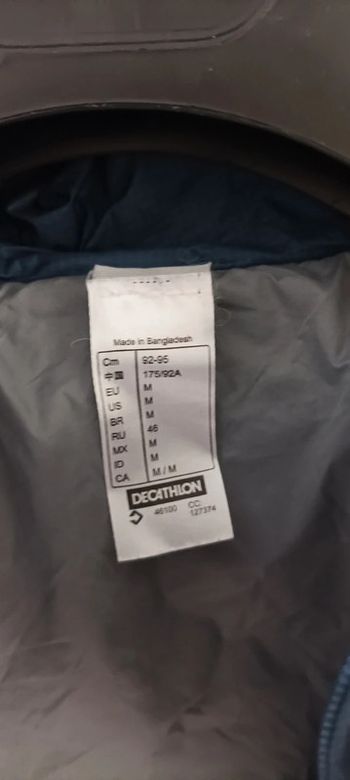 Made in Bangladesh
Cm 92-95
中国 175/92A
EU M
US M
BR M
RU 46
MX M
ID M
CA M / M
DECATHLON
46100 CC: 127374